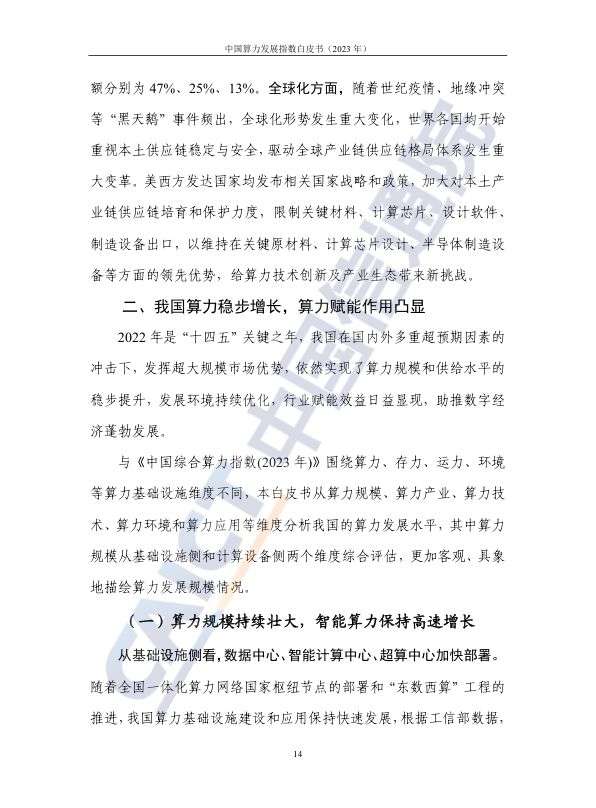 中国算力发展指数白皮书（2023 年）
额分别为 47%、25%、13%。全球化方面，随着世纪疫情、地缘冲突
等“黑天鹅”事件频出，全球化形势发生重大变化，世界各国均开始
重视本土供应链稳定与安全，驱动全球产业链供应链格局体系发生重
大变革。美西方发达国家均发布相关国家战略和政策，加大对本土产
业链供应链培育和保护力度，限制关键材料、计算芯片、设计软件、
制造设备出口，以维持在关键原材料、计算芯片设计、半导体制造设
备等方面的领先优势，给算力技术创新及产业生态带来新挑战。
二、我国算力稳步增长，算力赋能作用凸显
2022 年是“十四五”关键之年，我国在国内外多重超预期因素的
冲击下，发挥超大规模市场优势，依然实现了算力规模和供给水平的
稳步提升，发展环境持续优化，行业赋能效益日益显现，助推数字经
济蓬勃发展。
与《中国综合算力指数(2023 年)》围绕算力、存力、运力、环境
等算力基础设施维度不同，本白皮书从算力规模、算力产业、算力技
术、算力环境和算力应用等维度分析我国的算力发展水平，其中算力
规模从基础设施侧和计算设备侧两个维度综合评估，更加客观、具象
地描绘算力发展规模情况。
（一）算力规模持续壮大，智能算力保持高速增长
从基础设施侧看，数据中心、智能计算中心、超算中心加快部署。
随着全国一体化算力网络国家枢纽节点的部署和“东数西算”工程的
推进，我国算力基础设施建设和应用保持快速发展，根据工信部数据，
14
CAICT 中国信通院